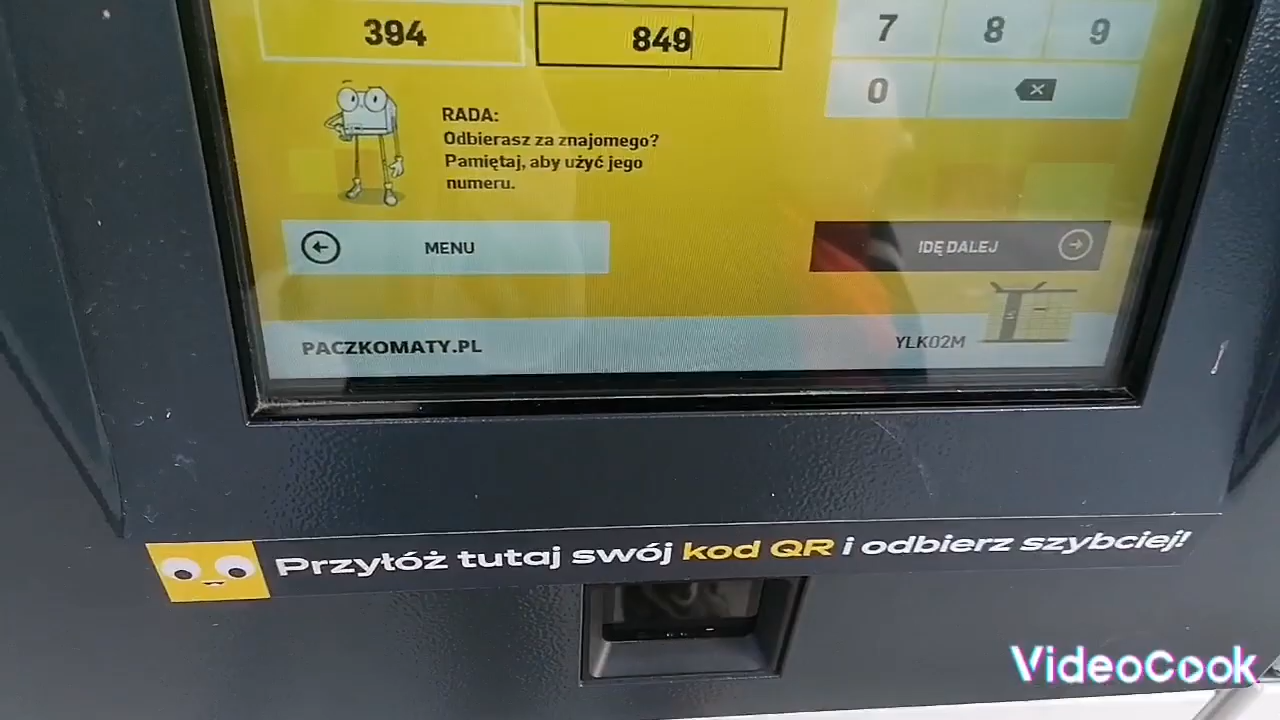 394
849
7
8
9
0
RADA:
Odbierasz za znajomego?
Pamiętaj, aby użyć jego
numeru.
MENU
IDĘ DALEJ
PACZKOMATY.PL
YLK02M
Przyłóż tutaj swój kod QR i odbierz szybciej!
VideoCook